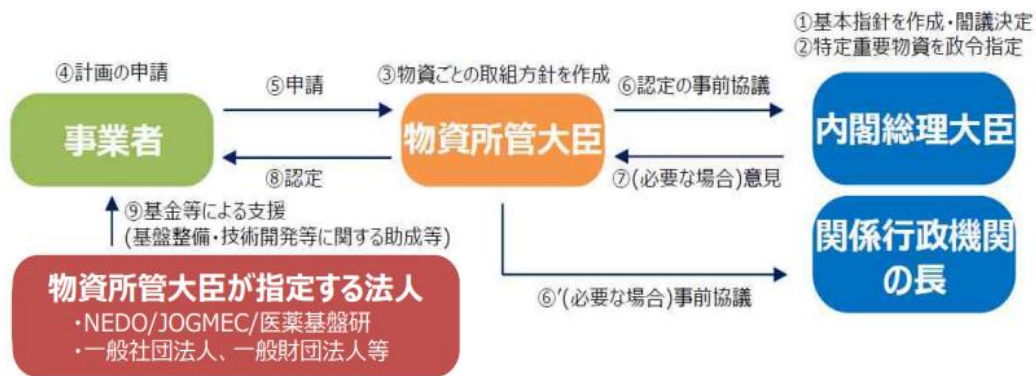 ①基本指針を作成・閣議決定
②特定重要物資を政令指定
④計画の申請
⑤申請
③物資ごとの取組方針を作成
⑥認定の事前協議
事業者
物資所管大臣
内閣総理大臣
⑧認定
⑦(必要な場合)意見
⑨基金等による支援
(基盤整備・技術開発等に関する助成等)
関係行政機関
の長
物資所管大臣が指定する法人
・NEDO/JOGMEC/医薬基盤研
・一般社団法人、一般財団法人等
⑥'(必要な場合)事前協議